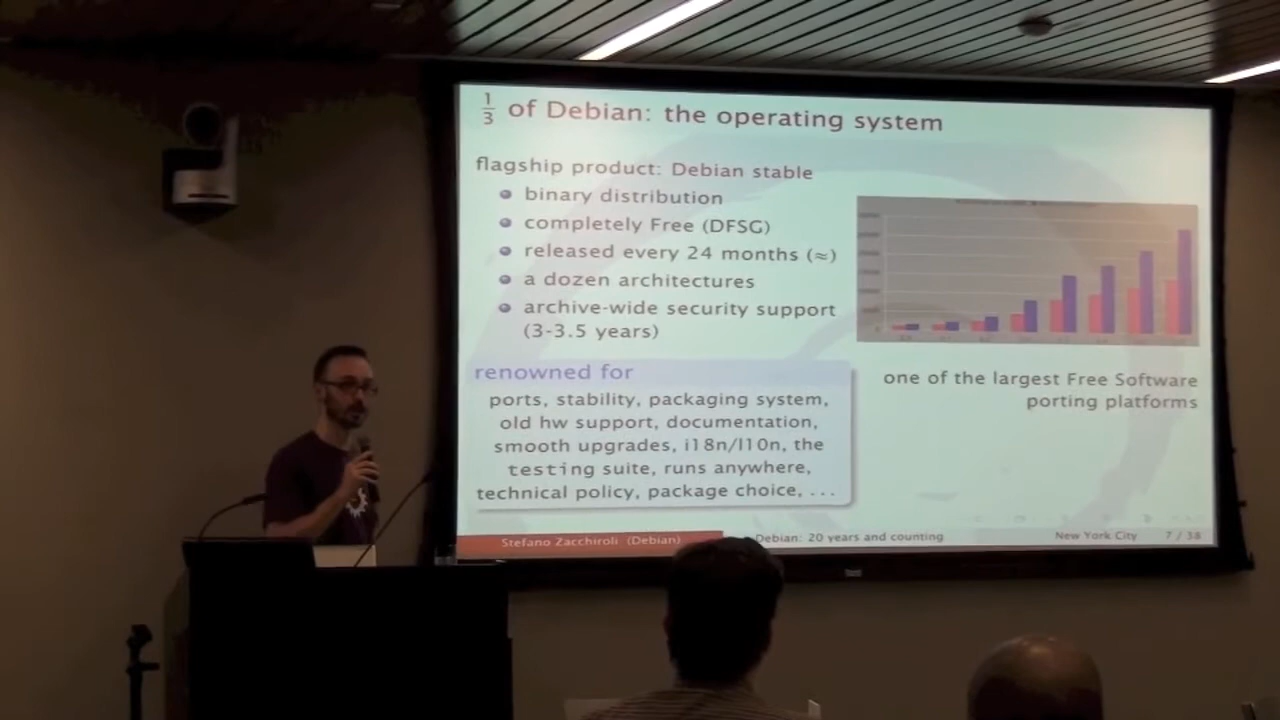 1/3 of Debian: the operating system
flagship product: Debian stable
binary distribution
completely Free (DFSG)
released every 24 months (≈)
a dozen architectures
archive-wide security support
(3-3.5 years)
renowned for
ports, stability, packaging system,
old hw support, documentation,
smooth upgrades, i18n/l10n, the
testing suite, runs anywhere,
technical policy, package choice, ...
one of the largest Free Software
porting platforms
Stefano Zacchiroli (Debian)
Debian: 20 years and counting
New York City
7 / 38